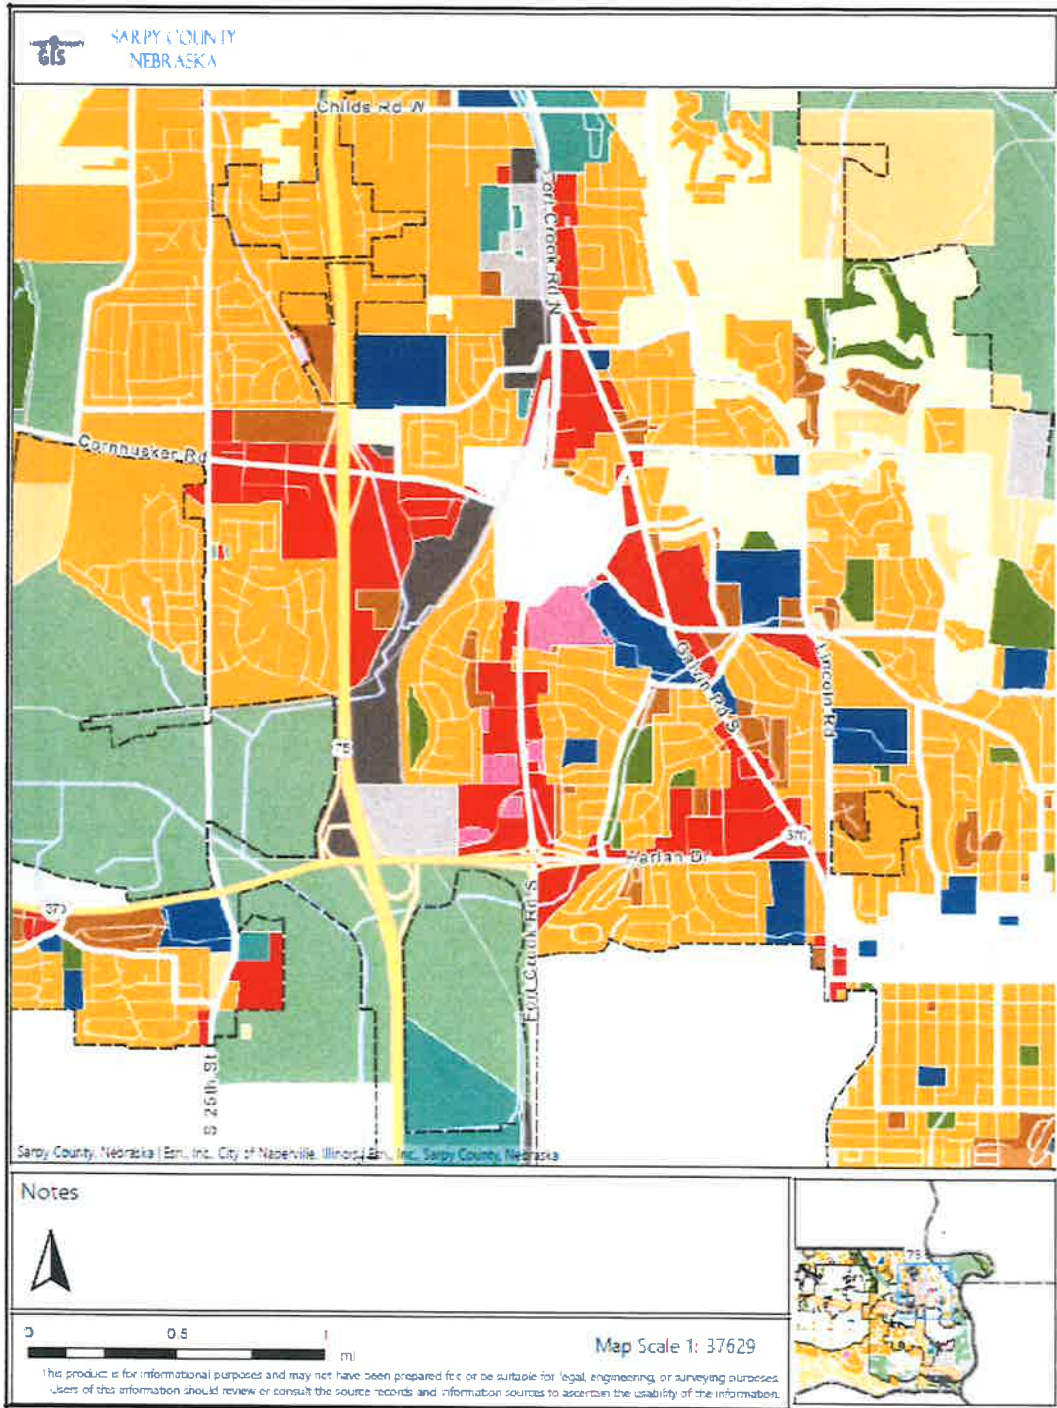 GIS
SARPY COUNTY
NEBRASKA
Childs Rd W
Fort Crook Rd N
Cornhusker Rd
Galvin Rd S
Lincoln Rd
75
370
Harlan Dr
370
Fort Crook Rd S
S 25th St
Sarpy County, Nebraska | Esri, Inc., City of Naperville, Illinois | Esri, Inc., Sarpy County, Nebraska
Notes
75
0 0.5 1
mi
Map Scale 1: 37629
This product is for informational purposes and may not have been prepared for or be suitable for legal, engineering, or surveying purposes.
Users of this information should review or consult the source records and information sources to ascertain the usability of the information.